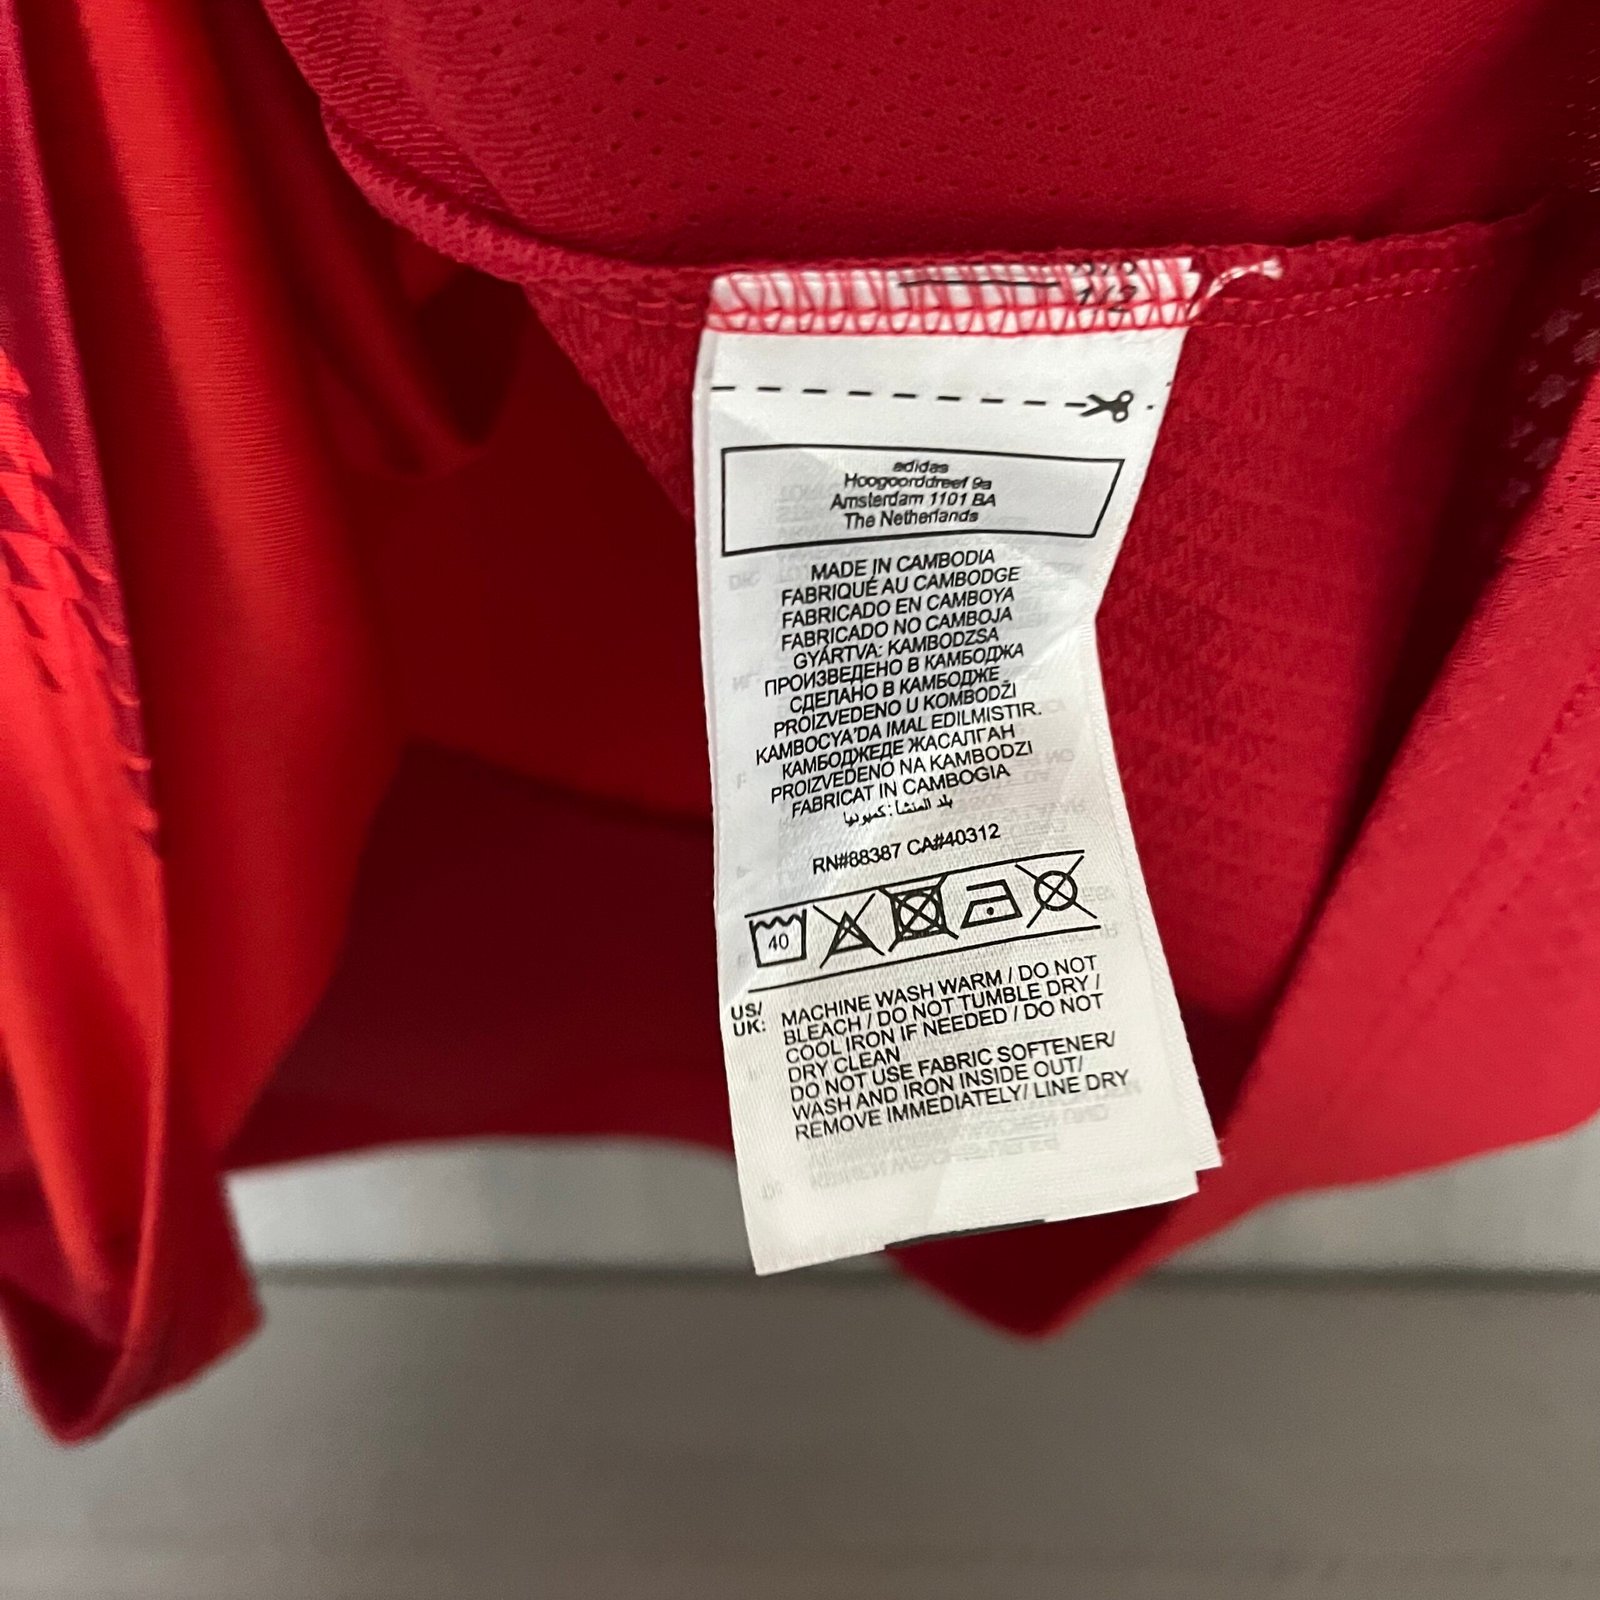 1/2
adidas
Hoogoorddreef 9a
Amsterdam 1101 BA
The Netherlands
MADE IN CAMBODIA
FABRIQUÉ AU CAMBODGE
FABRICADO EN CAMBOYA
FABRICADO NO CAMBOJA
GYÁRTVA: KAMBODZSA
ПРОИЗВЕДЕНО В КАМБОДЖА
СДЕЛАНО В КАМБОДЖЕ
PROIZVEDENO U KOMBODŽI
KAMBOCYA'DA IMAL EDILMISTIR.
КАМБОДЖЕДЕ ЖАСАЛГАН
PROIZVEDENO NA KAMBODZI
FABRICAT IN CAMBOGIA
بلد المنشأ: كمبوديا
RN#88387 CA#40312
40
US/ UK: MACHINE WASH WARM / DO NOT
BLEACH / DO NOT TUMBLE DRY /
COOL IRON IF NEEDED / DO NOT
DRY CLEAN
DO NOT USE FABRIC SOFTENER/
WASH AND IRON INSIDE OUT/
REMOVE IMMEDIATELY/ LINE DRY